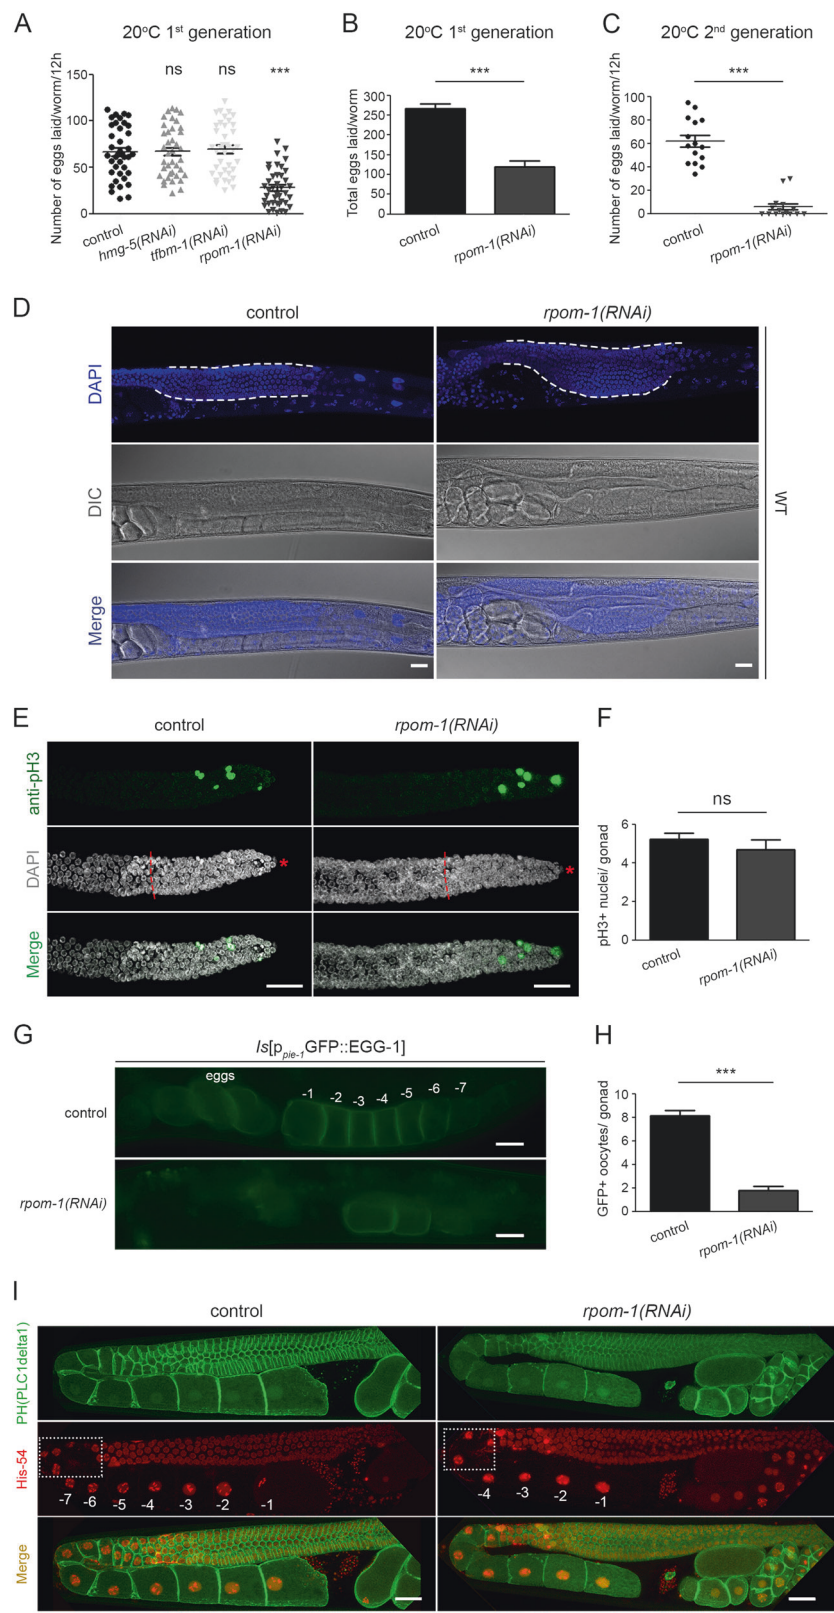 A
20°C 1st generation
ns
ns
***
150
100
50
0
Number of eggs laid/worm/12h
control
hmg-5(RNAi)
tfbm-1(RNAi)
rpom-1(RNAi)
B
20°C 1st generation
***
300
250
200
150
100
50
0
Total eggs laid/worm
control
rpom-1(RNAi)
C
20°C 2nd generation
***
100
80
60
40
20
0
Number of eggs laid/worm/12h
control
rpom-1(RNAi)
D
control
rpom-1(RNAi)
DAPI
DIC
Merge
WT
E
control
rpom-1(RNAi)
anti-pH3
DAPI
*
*
Merge
F
ns
6
4
2
0
pH3+ nuclei/ gonad
control
rpom-1(RNAi)
G
Is[ppie-1GFP::EGG-1]
eggs
-1
-2
-3
-4
-5
-6
-7
control
rpom-1(RNAi)
H
***
10
8
6
4
2
0
GFP+ oocytes/ gonad
control
rpom-1(RNAi)
I
control
rpom-1(RNAi)
PH(PLC1delta1)
His-54
-7
-6
-5
-4
-3
-2
-1
-4
-3
-2
-1
Merge